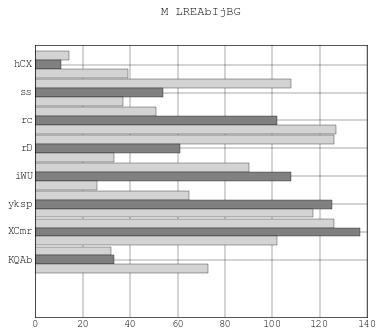 M LREAbIjBG
hCX
ss
rc
rD
iWU
yksp
XCmr
KQAb
0 20 40 60 80 100 120 140